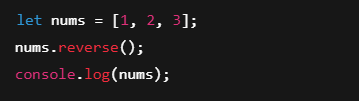 let nums = [1, 2, 3];
nums.reverse();
console.log(nums);